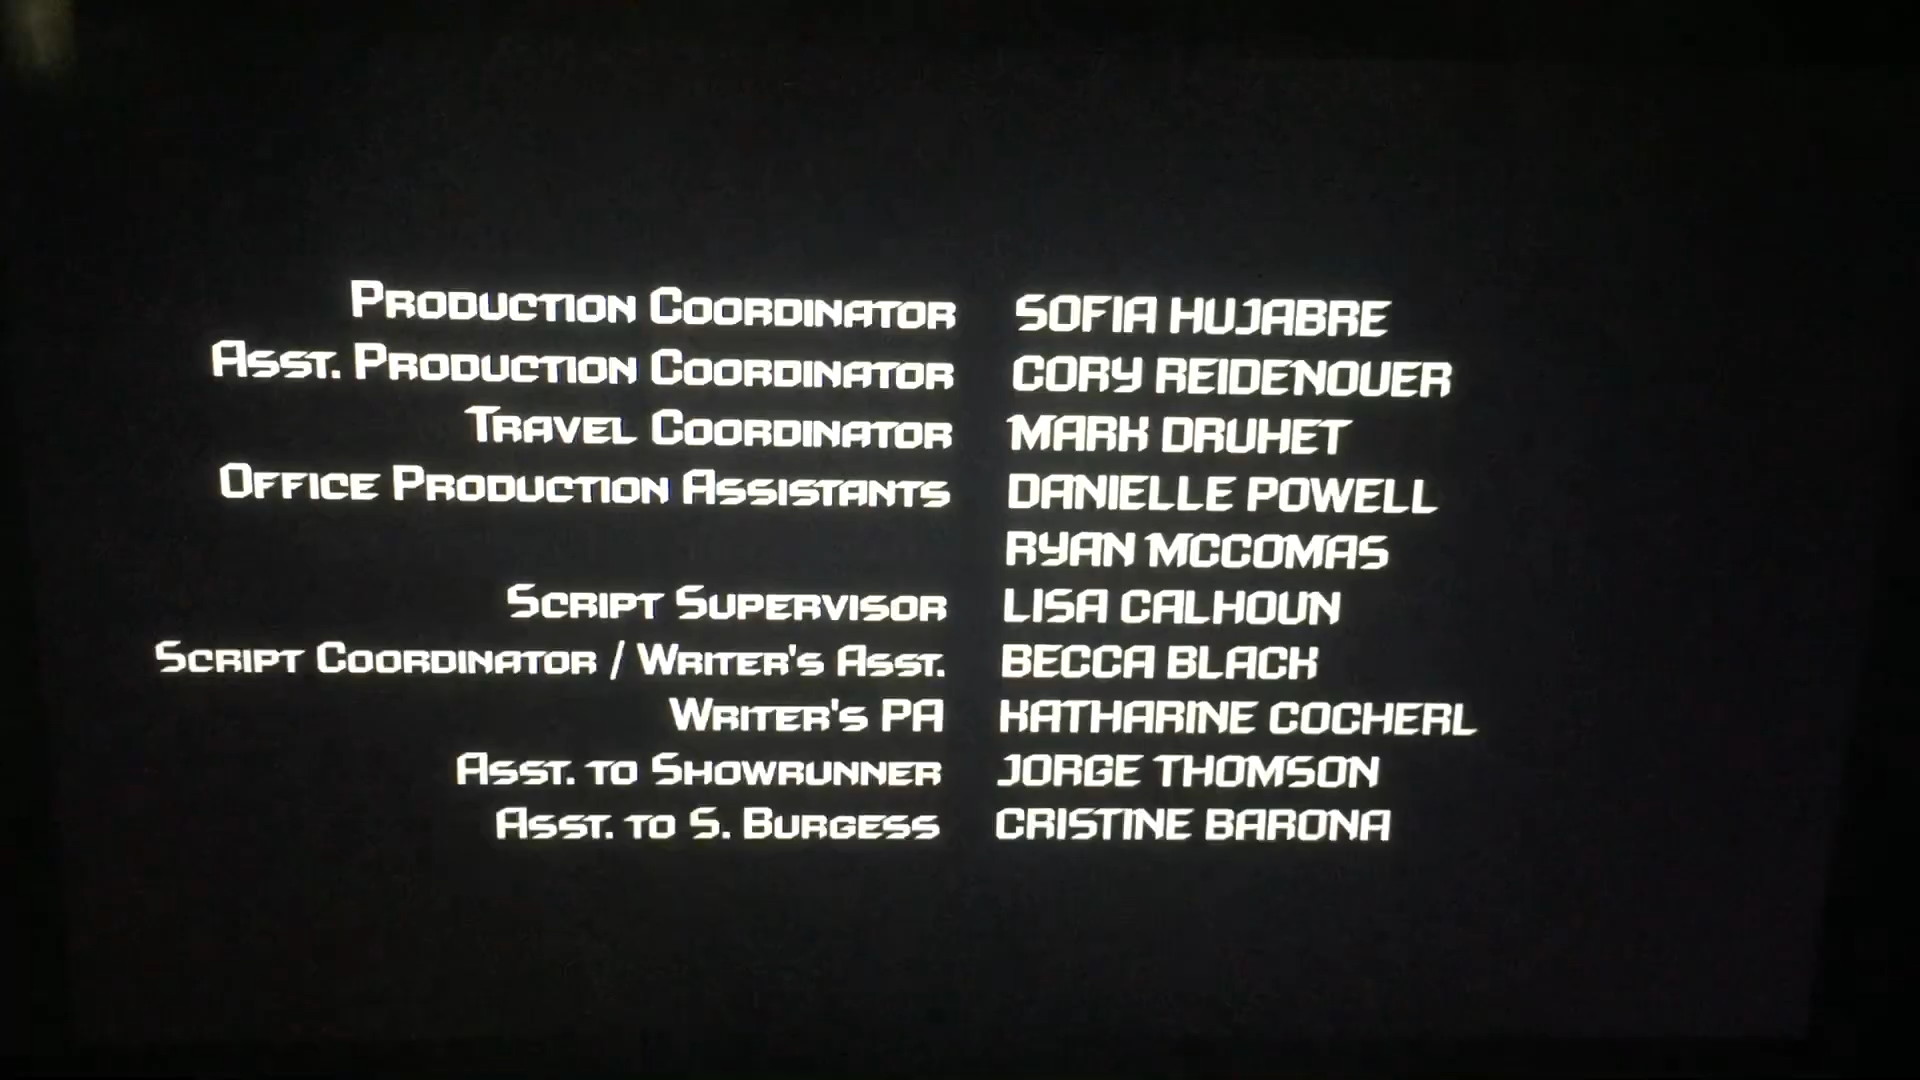 Production Coordinator SOFIA HUJABRE
Asst. Production Coordinator CORY REIDENOUER
Travel Coordinator MARK DRUHET
Office Production Assistants DANIELLE POWELL
RYAN MCCOMAS
Script Supervisor LISA CALHOUN
Script Coordinator / Writer's Asst. BECCA BLACK
Writer's PA KATHARINE COCHERL
Asst. to Showrunner JORGE THOMSON
Asst. to S. Burgess CRISTINE BARONA